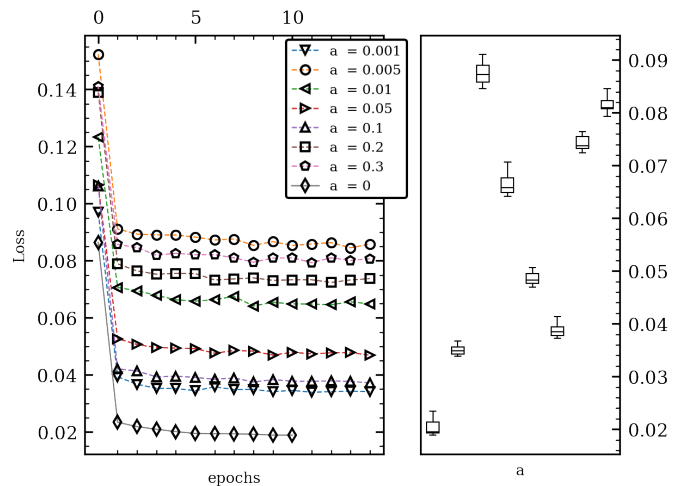 0 5 10
a = 0.001
a = 0.005
a = 0.01
a = 0.05
a = 0.1
a = 0.2
a = 0.3
a = 0
0.14
0.12
0.10
0.08
0.06
0.04
0.02
Loss
epochs
0.09
0.08
0.07
0.06
0.05
0.04
0.03
0.02
a